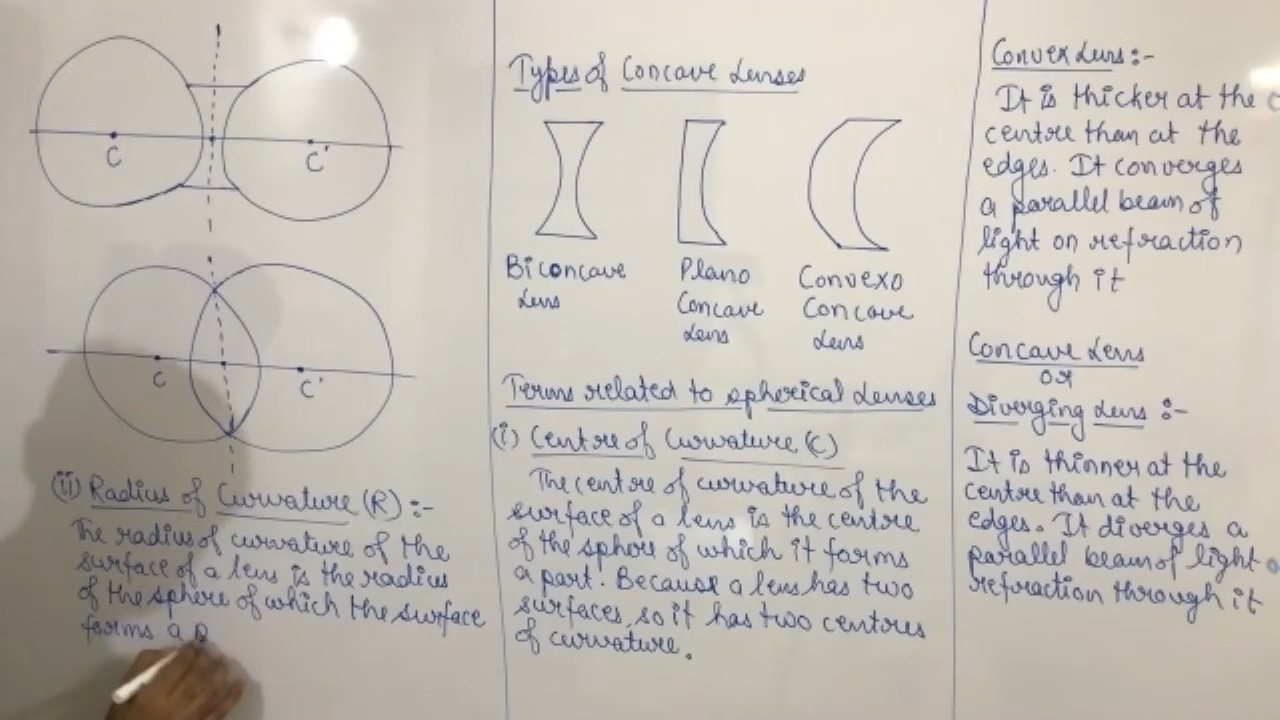 C
C'
C
C'
(ii) Radius of Curvature (R) :-
The radius of curvature of the
surface of a lens is the radius
of the sphere of which the surface
forms a p
Types of Concave Lenses
Biconcave
Lens
Plano
Concave
Lens
Convexo
Concave
Lens
Terms related to spherical Lenses
(i) Centre of Curvature (C)
The centre of curvature of the
surface of a lens is the centre
of the sphere of which it forms
a part. Because a lens has two
surfaces, so it has two centres
of curvature.
Convex Lens :-
It is thicker at the
centre than at the
edges. It converges
a parallel beam of
light on refraction
through it
Concave Lens
or
Diverging Lens :-
It is thinner at the
centre than at the
edges. It diverges a
parallel beam of light
refraction through it